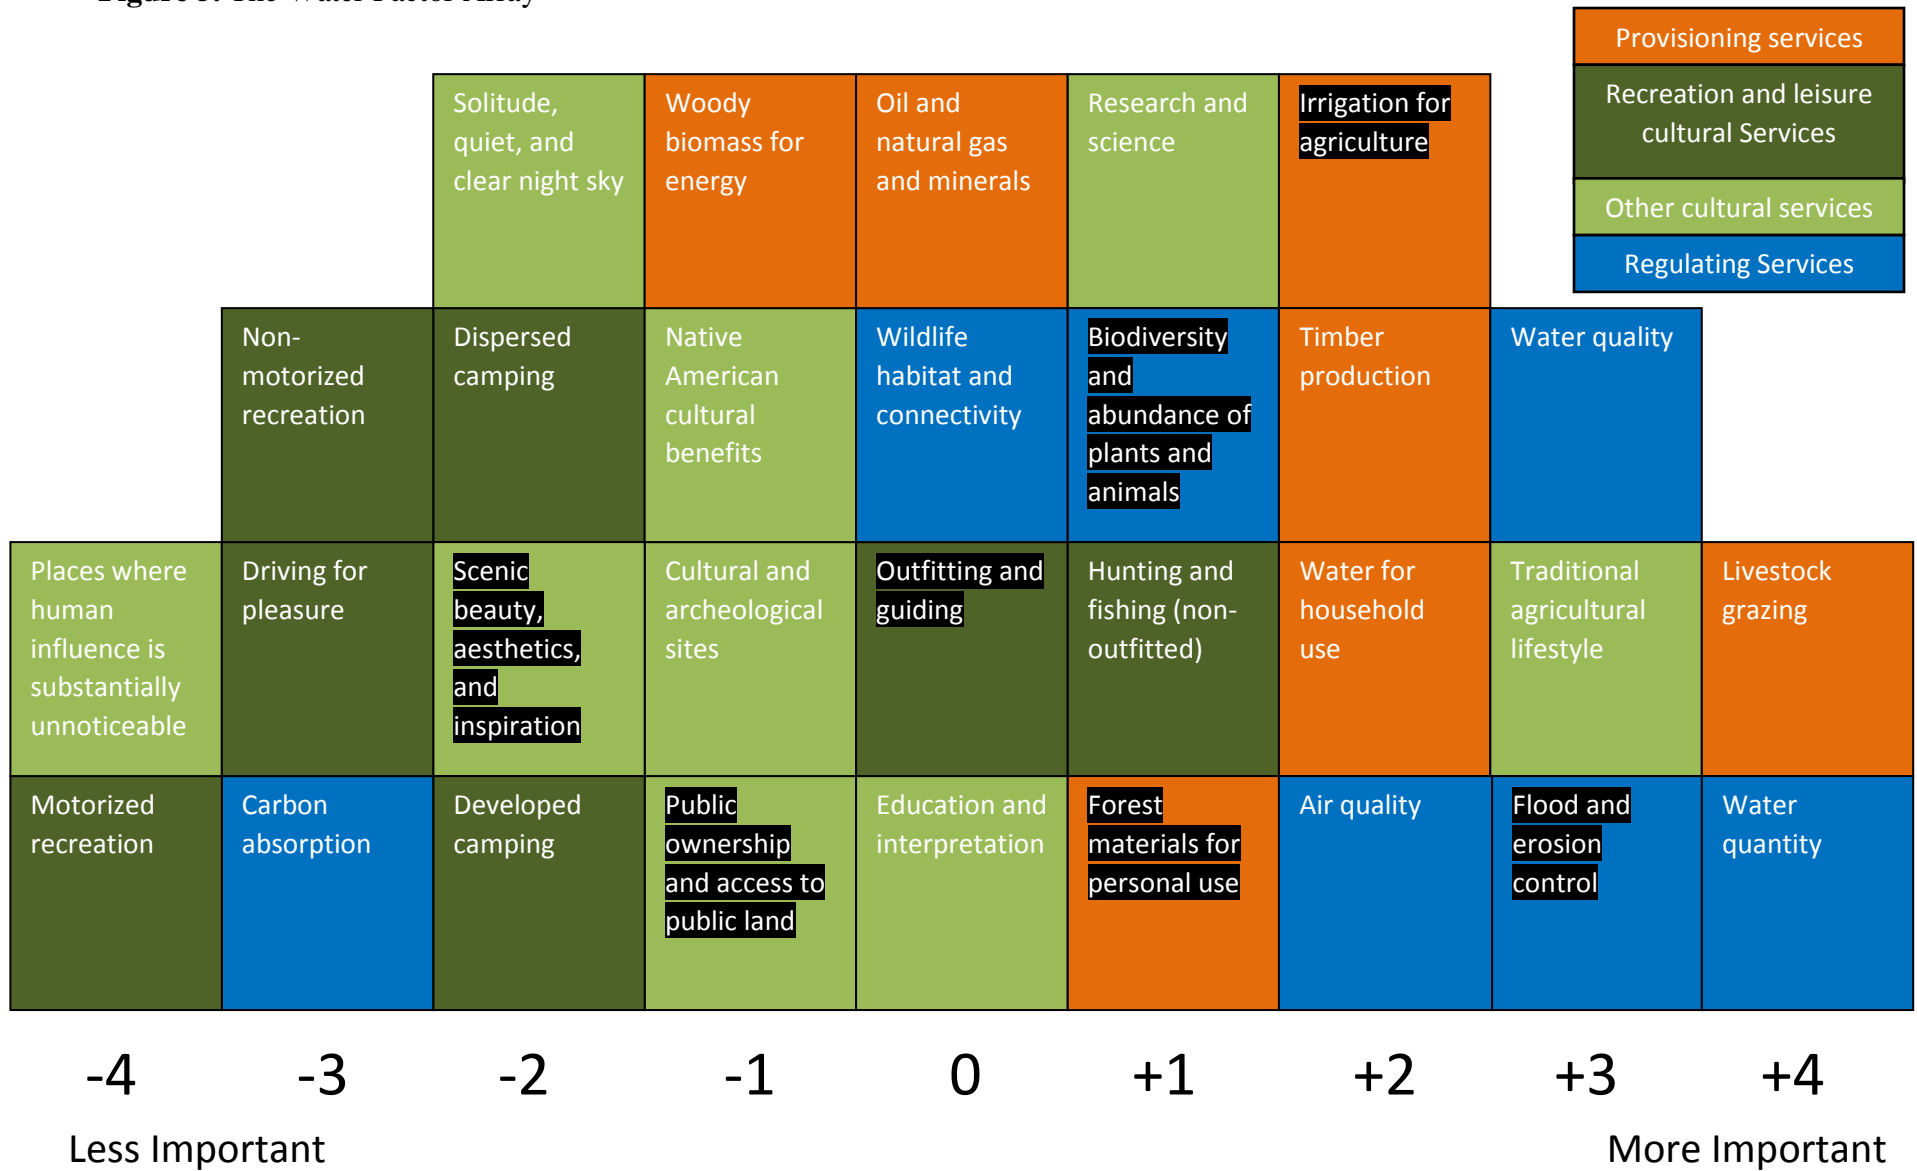 Figure 3. The Water Factor Array
Provisioning services
Recreation and leisure
cultural Services
Other cultural services
Regulating Services
Solitude,
quiet, and
clear night sky
Woody
biomass for
energy
Oil and
natural gas
and minerals
Research and
science
Irrigation for
agriculture
Non-
motorized
recreation
Dispersed
camping
Native
American
cultural
benefits
Wildlife
habitat and
connectivity
Biodiversity
and
abundance of
plants and
animals
Timber
production
Water quality
Places where
human
influence is
substantially
unnoticeable
Driving for
pleasure
Scenic
beauty,
aesthetics,
and
inspiration
Cultural and
archeological
sites
Outfitting and
guiding
Hunting and
fishing (non-
outfitted)
Water for
household
use
Traditional
agricultural
lifestyle
Livestock
grazing
Motorized
recreation
Carbon
absorption
Developed
camping
Public
ownership
and access to
public land
Education and
interpretation
Forest
materials for
personal use
Air quality
Flood and
erosion
control
Water
quantity
-4 -3 -2 -1 0 +1 +2 +3 +4
Less Important
More Important